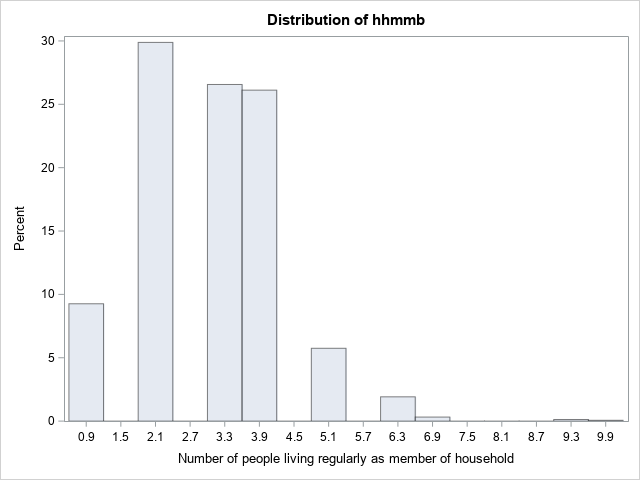 Distribution of hhmmb
30
25
20
15
10
5
0
Percent
0.9 1.5 2.1 2.7 3.3 3.9 4.5 5.1 5.7 6.3 6.9 7.5 8.1 8.7 9.3 9.9
Number of people living regularly as member of household